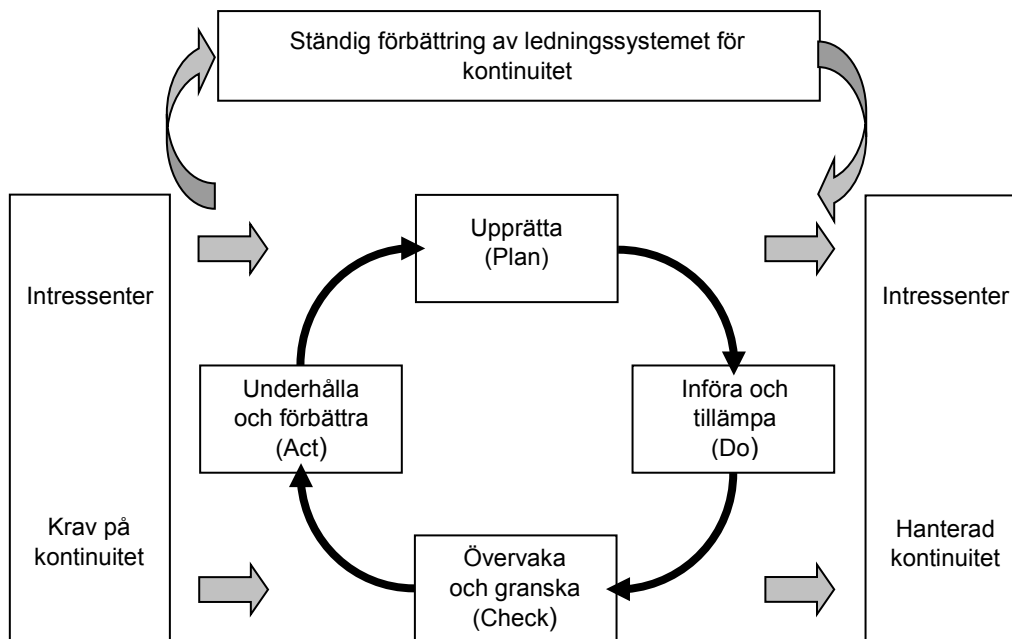 Ständig förbättring av ledningssystemet för
kontinuitet
Intressenter
Krav på
kontinuitet
Upprätta
(Plan)
Underhålla
och förbättra
(Act)
Införa och
tillämpa
(Do)
Övervaka
och granska
(Check)
Intressenter
Hanterad
kontinuitet